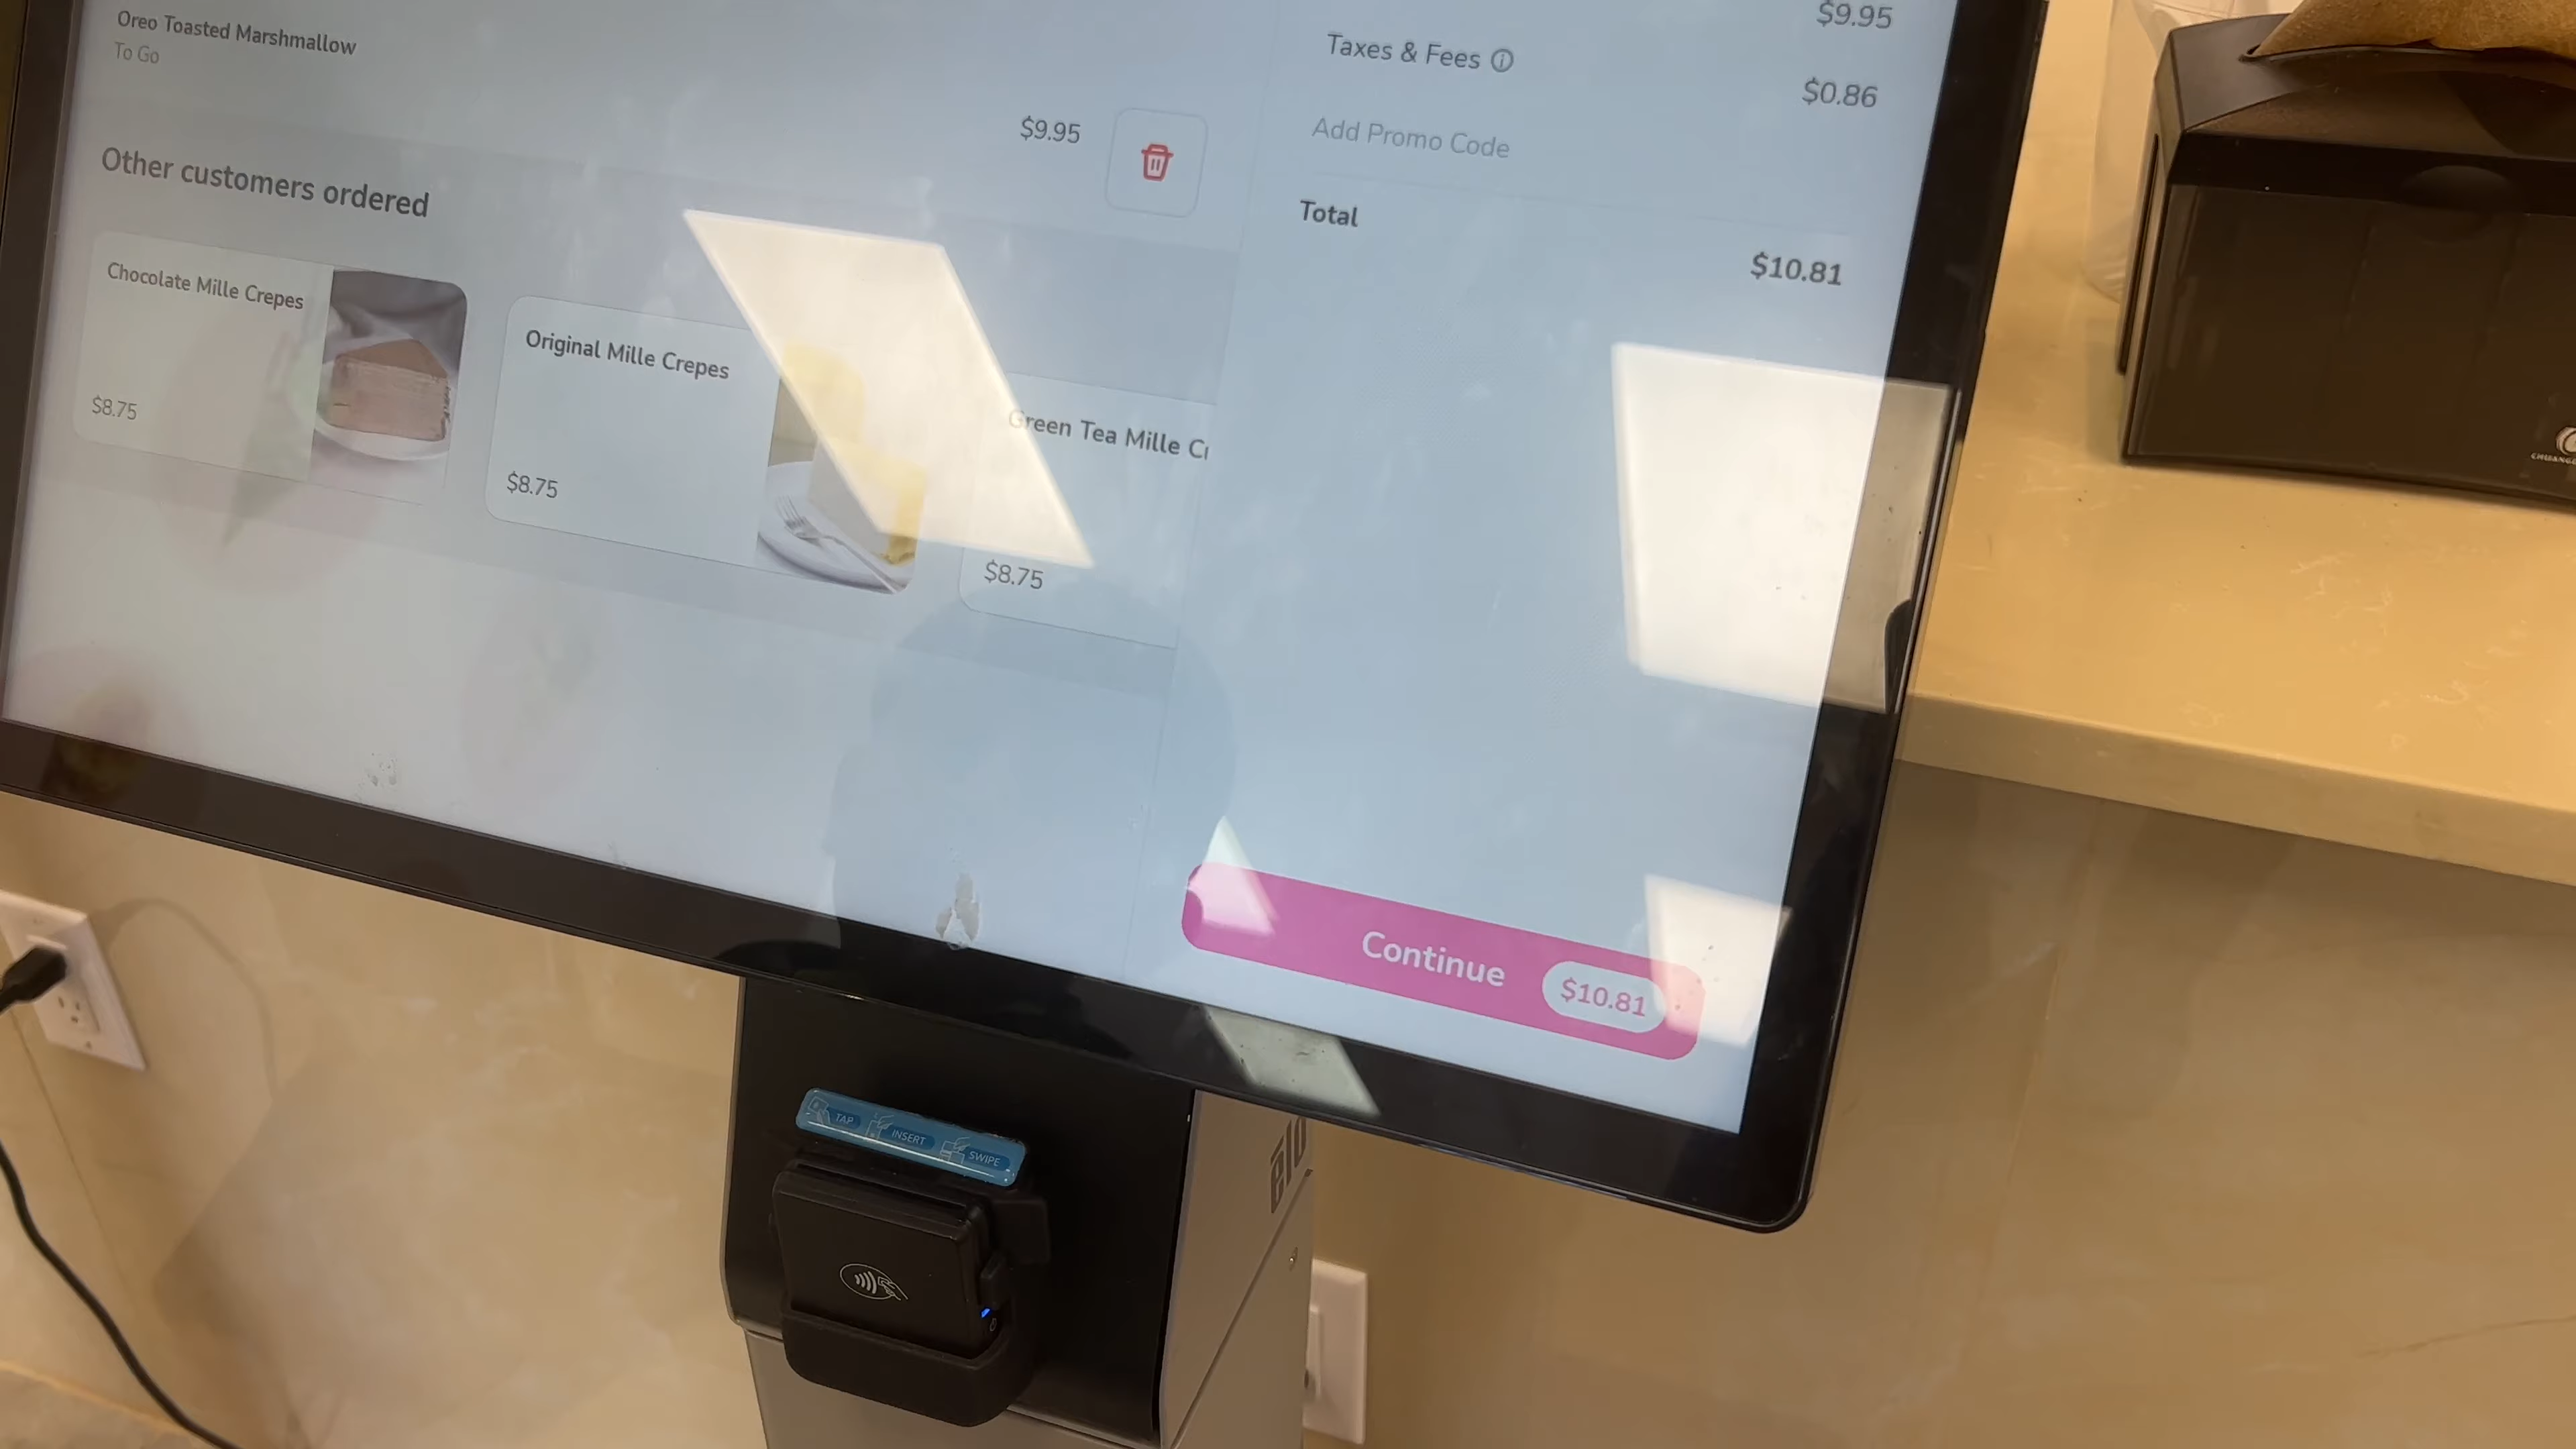 Oreo Toasted Marshmallow
To Go
$9.95
Other customers ordered
Chocolate Mille Crepes
$8.75
Original Mille Crepes
$8.75
Green Tea Mille Cr
$8.75
$9.95
Taxes & Fees
$0.86
Add Promo Code
Total
$10.81
Continue $10.81
TAP INSERT SWIPE
elo